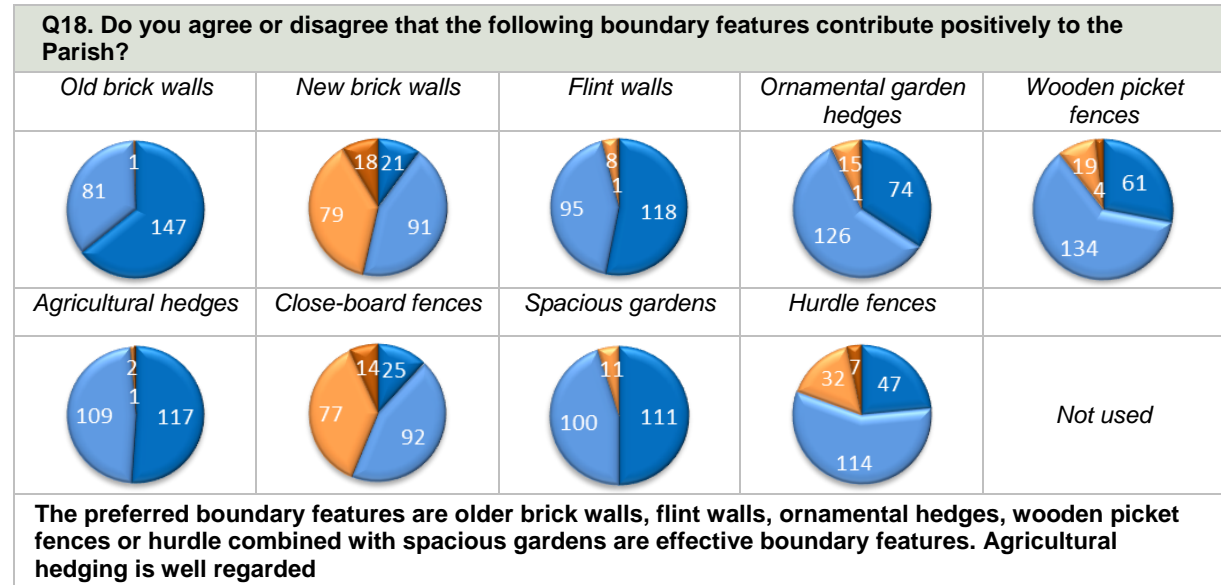 Q18. Do you agree or disagree that the following boundary features contribute positively to the
Parish?
Old brick walls
New brick walls
Flint walls
Ornamental garden
hedges
Wooden picket
fences
1
81
147
18
21
79
91
8
1
95
118
15
1
74
126
19
4
61
134
Agricultural hedges
Close-board fences
Spacious gardens
Hurdle fences
2
1
109
117
14
25
77
92
11
100
111
7
32
47
114
Not used
The preferred boundary features are older brick walls, flint walls, ornamental hedges, wooden picket
fences or hurdle combined with spacious gardens are effective boundary features. Agricultural
hedging is well regarded